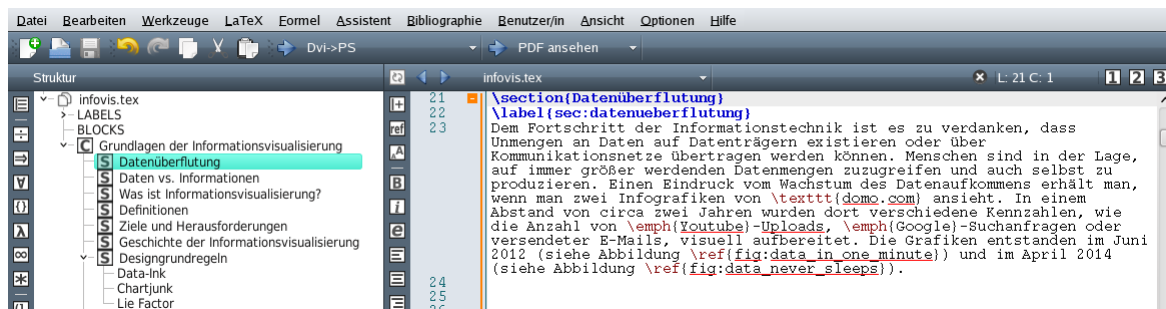 Datei Bearbeiten Werkzeuge LaTeX Formel Assistent Bibliographie Benutzer/in Ansicht Optionen Hilfe
Dvi->PS PDF ansehen
Struktur infovis.tex L: 21 C: 1 1 2 3
infovis.tex
LABELS
BLOCKS
C Grundlagen der Informationsvisualisierung
S Datenüberflutung
S Daten vs. Informationen
S Was ist Informationsvisualisierung?
S Definitionen
S Ziele und Herausforderungen
S Geschichte der Informationsvisualisierung
S Designgrundregeln
Data-Ink
Chartjunk
Lie Factor
ref
21 \section{Datenüberflutung}
22 \label{sec:datenueberflutung}
23 Dem Fortschritt der Informationstechnik ist es zu verdanken, dass
Unmengen an Daten auf Datenträgern existieren oder über
Kommunikationsnetze übertragen werden können. Menschen sind in der Lage,
auf immer größer werdenden Datenmengen zuzugreifen und auch selbst zu
produzieren. Einen Eindruck vom Wachstum des Datenaufkommens erhält man,
wenn man zwei Infografiken von \texttt{domo.com} ansieht. In einem
Abstand von circa zwei Jahren wurden dort verschiedene Kennzahlen, wie
die Anzahl von \emph{Youtube}-Uploads, \emph{Google}-Suchanfragen oder
versendeter E-Mails, visuell aufbereitet. Die Grafiken entstanden im Juni
2012 (siehe Abbildung \ref{fig:data_in_one_minute}) und im April 2014
(siehe Abbildung \ref{fig:data_never_sleeps}).
24
25